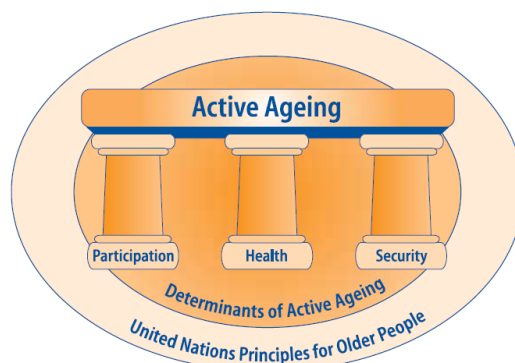 Active Ageing
Participation
Health
Security
Determinants of Active Ageing
United Nations Principles for Older People